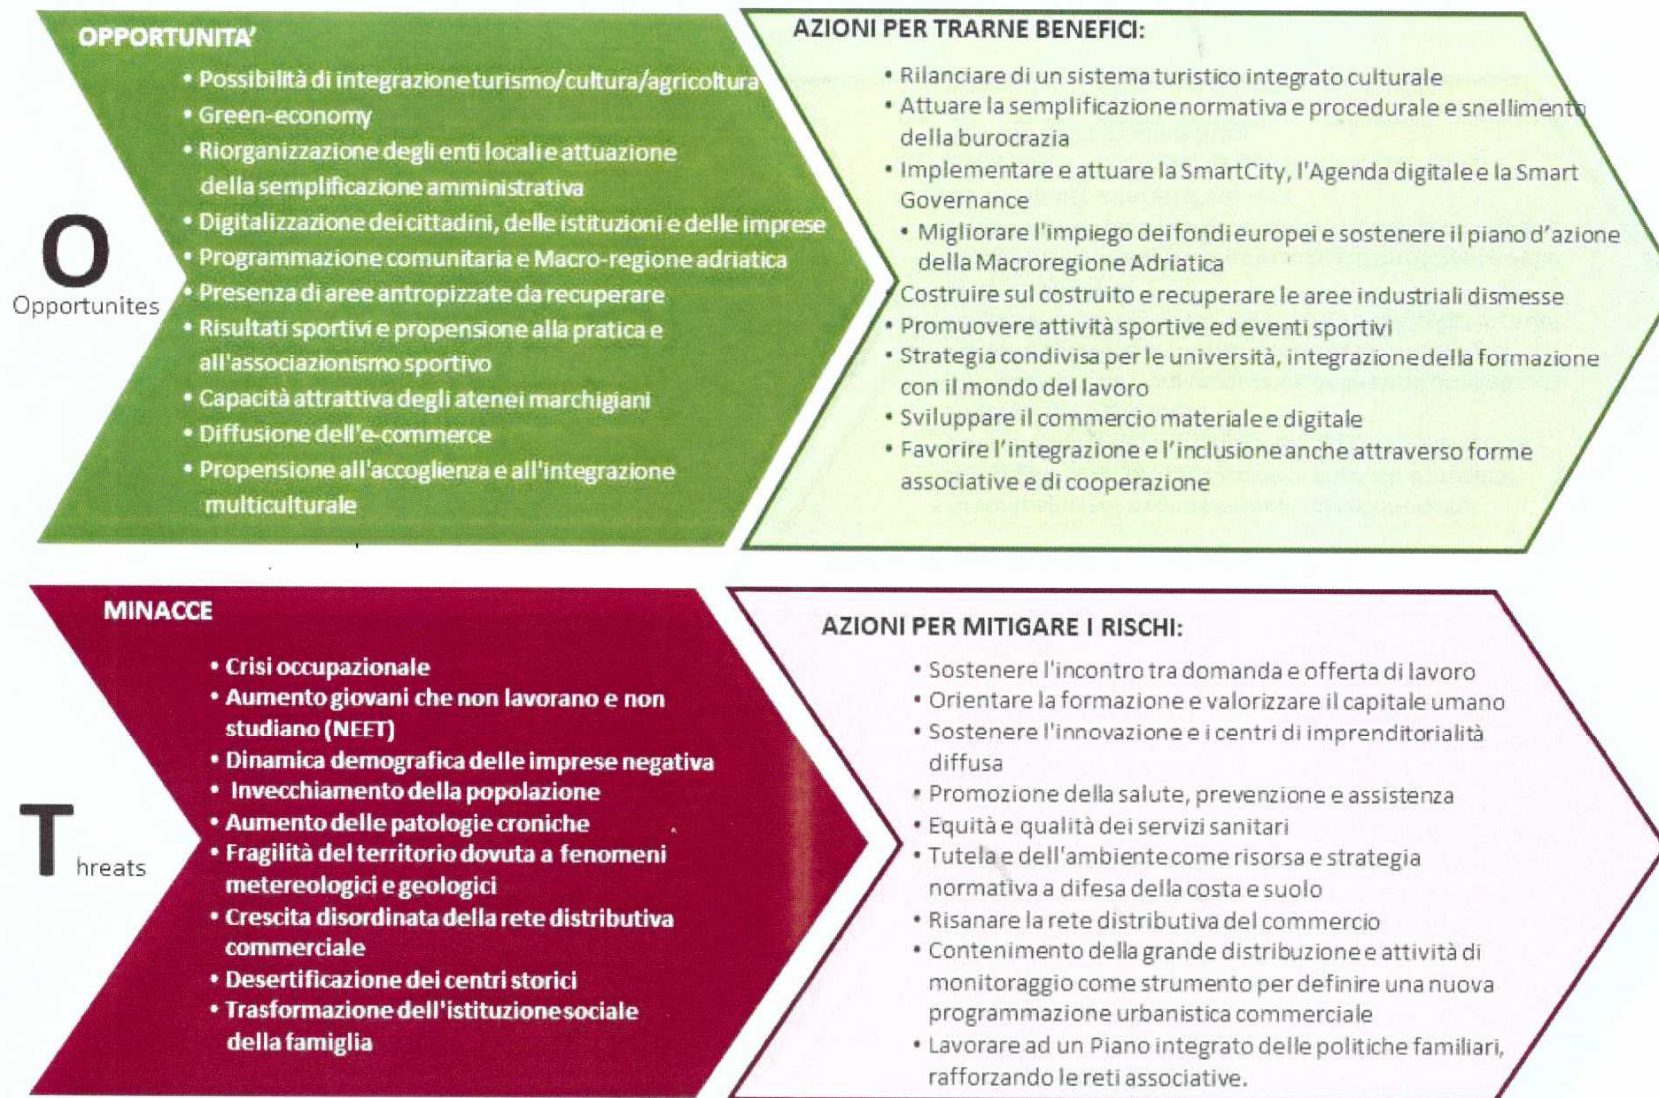 OPPORTUNITA'
• Possibilità di integrazione turismo/cultura/agricoltura
• Green-economy
• Riorganizzazione degli enti locali e attuazione
della semplificazione amministrativa
• Digitalizzazione dei cittadini, delle istituzioni e delle imprese
• Programmazione comunitaria e Macro-regione adriatica
• Presenza di aree antropizzate da recuperare
• Risultati sportivi e propensione alla pratica e
all'associazionismo sportivo
• Capacità attrattiva degli atenei marchigiani
• Diffusione dell'e-commerce
• Propensione all'accoglienza e all'integrazione
multiculturale
O
Opportunites
AZIONI PER TRARNE BENEFICI:
• Rilanciare di un sistema turistico integrato culturale
• Attuare la semplificazione normativa e procedurale e snellimento
della burocrazia
• Implementare e attuare la SmartCity, l'Agenda digitale e la Smart
Governance
• Migliorare l'impiego dei fondi europei e sostenere il piano d'azione
della Macroregione Adriatica
• Costruire sul costruito e recuperare le aree industriali dismesse
• Promuovere attività sportive ed eventi sportivi
• Strategia condivisa per le università, integrazione della formazione
con il mondo del lavoro
• Sviluppare il commercio materiale e digitale
• Favorire l'integrazione e l'inclusione anche attraverso forme
associative e di cooperazione
MINACCE
• Crisi occupazionale
• Aumento giovani che non lavorano e non
studiano (NEET)
• Dinamica demografica delle imprese negativa
• Invecchiamento della popolazione
• Aumento delle patologie croniche
• Fragilità del territorio dovuta a fenomeni
metereologici e geologici
• Crescita disordinata della rete distributiva
commerciale
• Desertificazione dei centri storici
• Trasformazione dell'istituzione sociale
della famiglia
T hreats
AZIONI PER MITIGARE I RISCHI:
• Sostenere l'incontro tra domanda e offerta di lavoro
• Orientare la formazione e valorizzare il capitale umano
• Sostenere l'innovazione e i centri di imprenditorialità
diffusa
• Promozione della salute, prevenzione e assistenza
• Equità e qualità dei servizi sanitari
• Tutela e dell'ambiente come risorsa e strategia
normativa a difesa della costa e suolo
• Risanare la rete distributiva del commercio
• Contenimento della grande distribuzione e attività di
monitoraggio come strumento per definire una nuova
programmazione urbanistica commerciale
• Lavorare ad un Piano integrato delle politiche familiari,
rafforzando le reti associative.